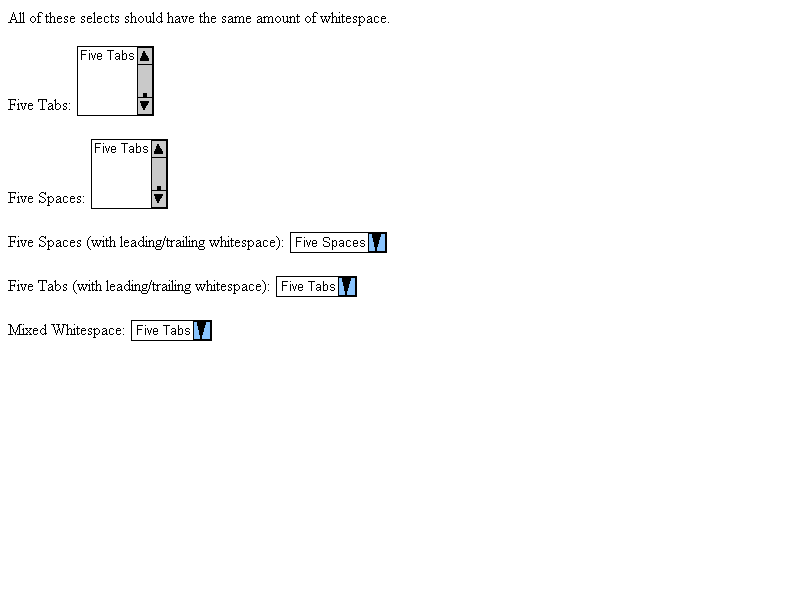 All of these selects should have the same amount of whitespace.
Five Tabs
Five Tabs:
Five Tabs
Five Spaces:
Five Spaces (with leading/trailing whitespace): Five Spaces
Five Tabs (with leading/trailing whitespace): Five Tabs
Mixed Whitespace: Five Tabs